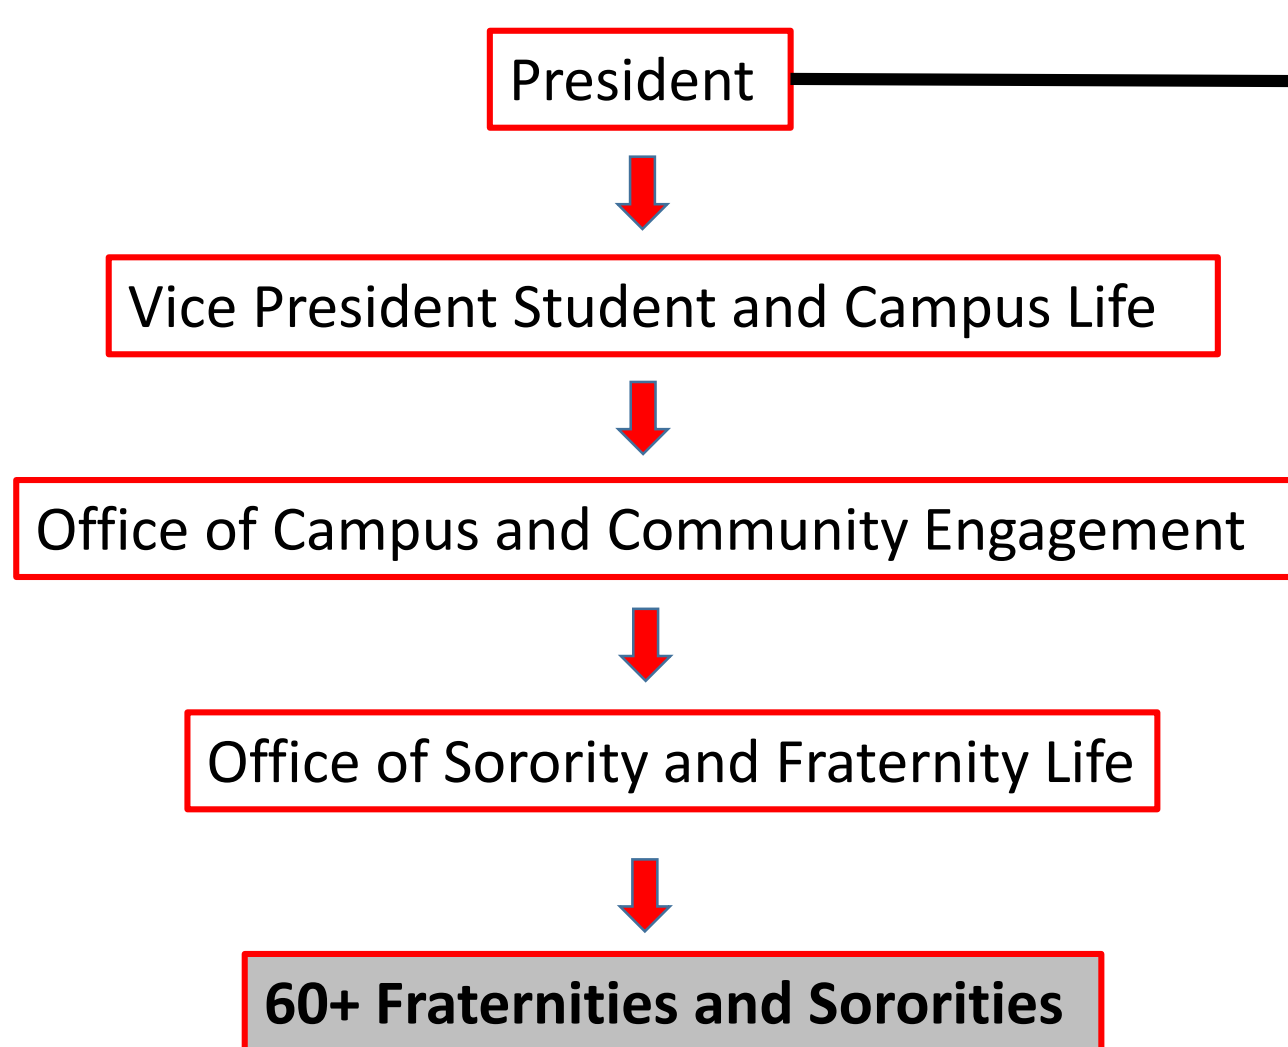 President
Vice President Student and Campus Life
Office of Campus and Community Engagement
Office of Sorority and Fraternity Life
60+ Fraternities and Sororities